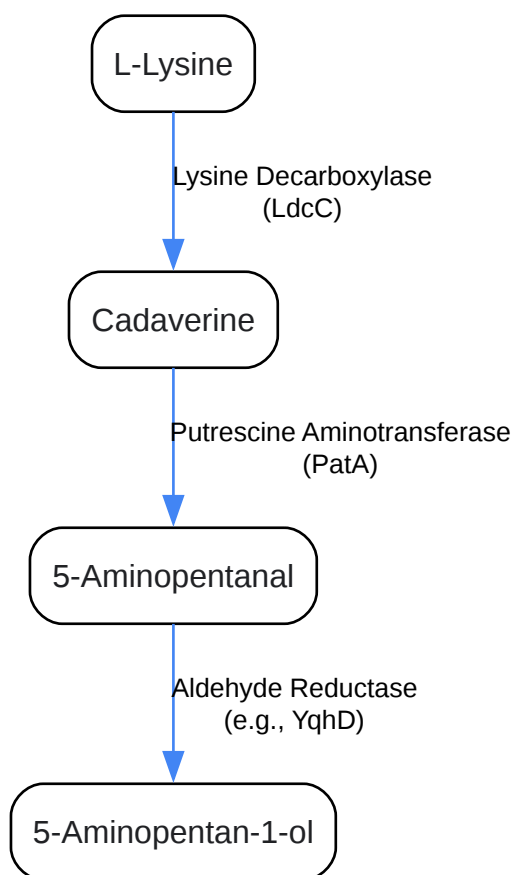 L-Lysine
Lysine Decarboxylase
(LdcC)
Cadaverine
Putrescine Aminotransferase
(PatA)
5-Aminopentanal
Aldehyde Reductase
(e.g., YqhD)
5-Aminopentan-1-ol